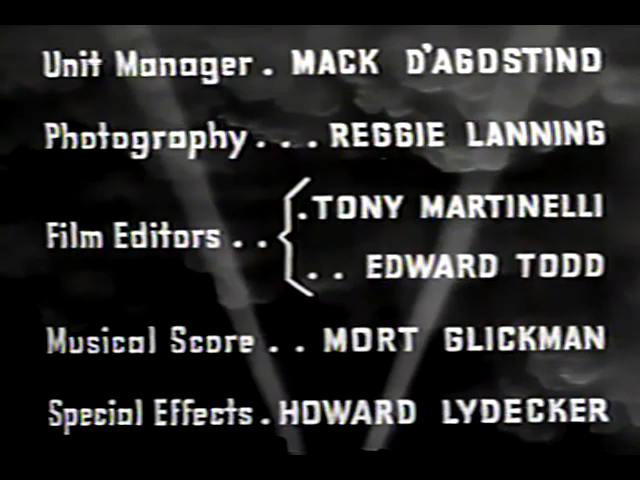 Unit Manager . MACK D'AGOSTINO
Photography . . . REGGIE LANNING
Film Editors . . { . TONY MARTINELLI
. . EDWARD TODD
Musical Score . . MORT GLICKMAN
Special Effects . HOWARD LYDECKER